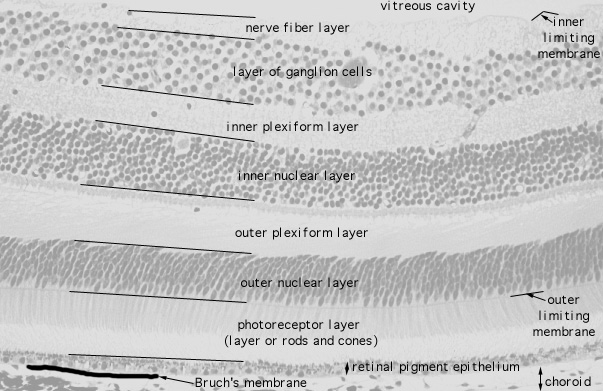 vitreous cavity
nerve fiber layer
inner
limiting
membrane
layer of ganglion cells
inner plexiform layer
inner nuclear layer
outer plexiform layer
outer nuclear layer
outer
limiting
membrane
photoreceptor layer
(layer or rods and cones)
retinal pigment epithelium
Bruch's membrane
choroid